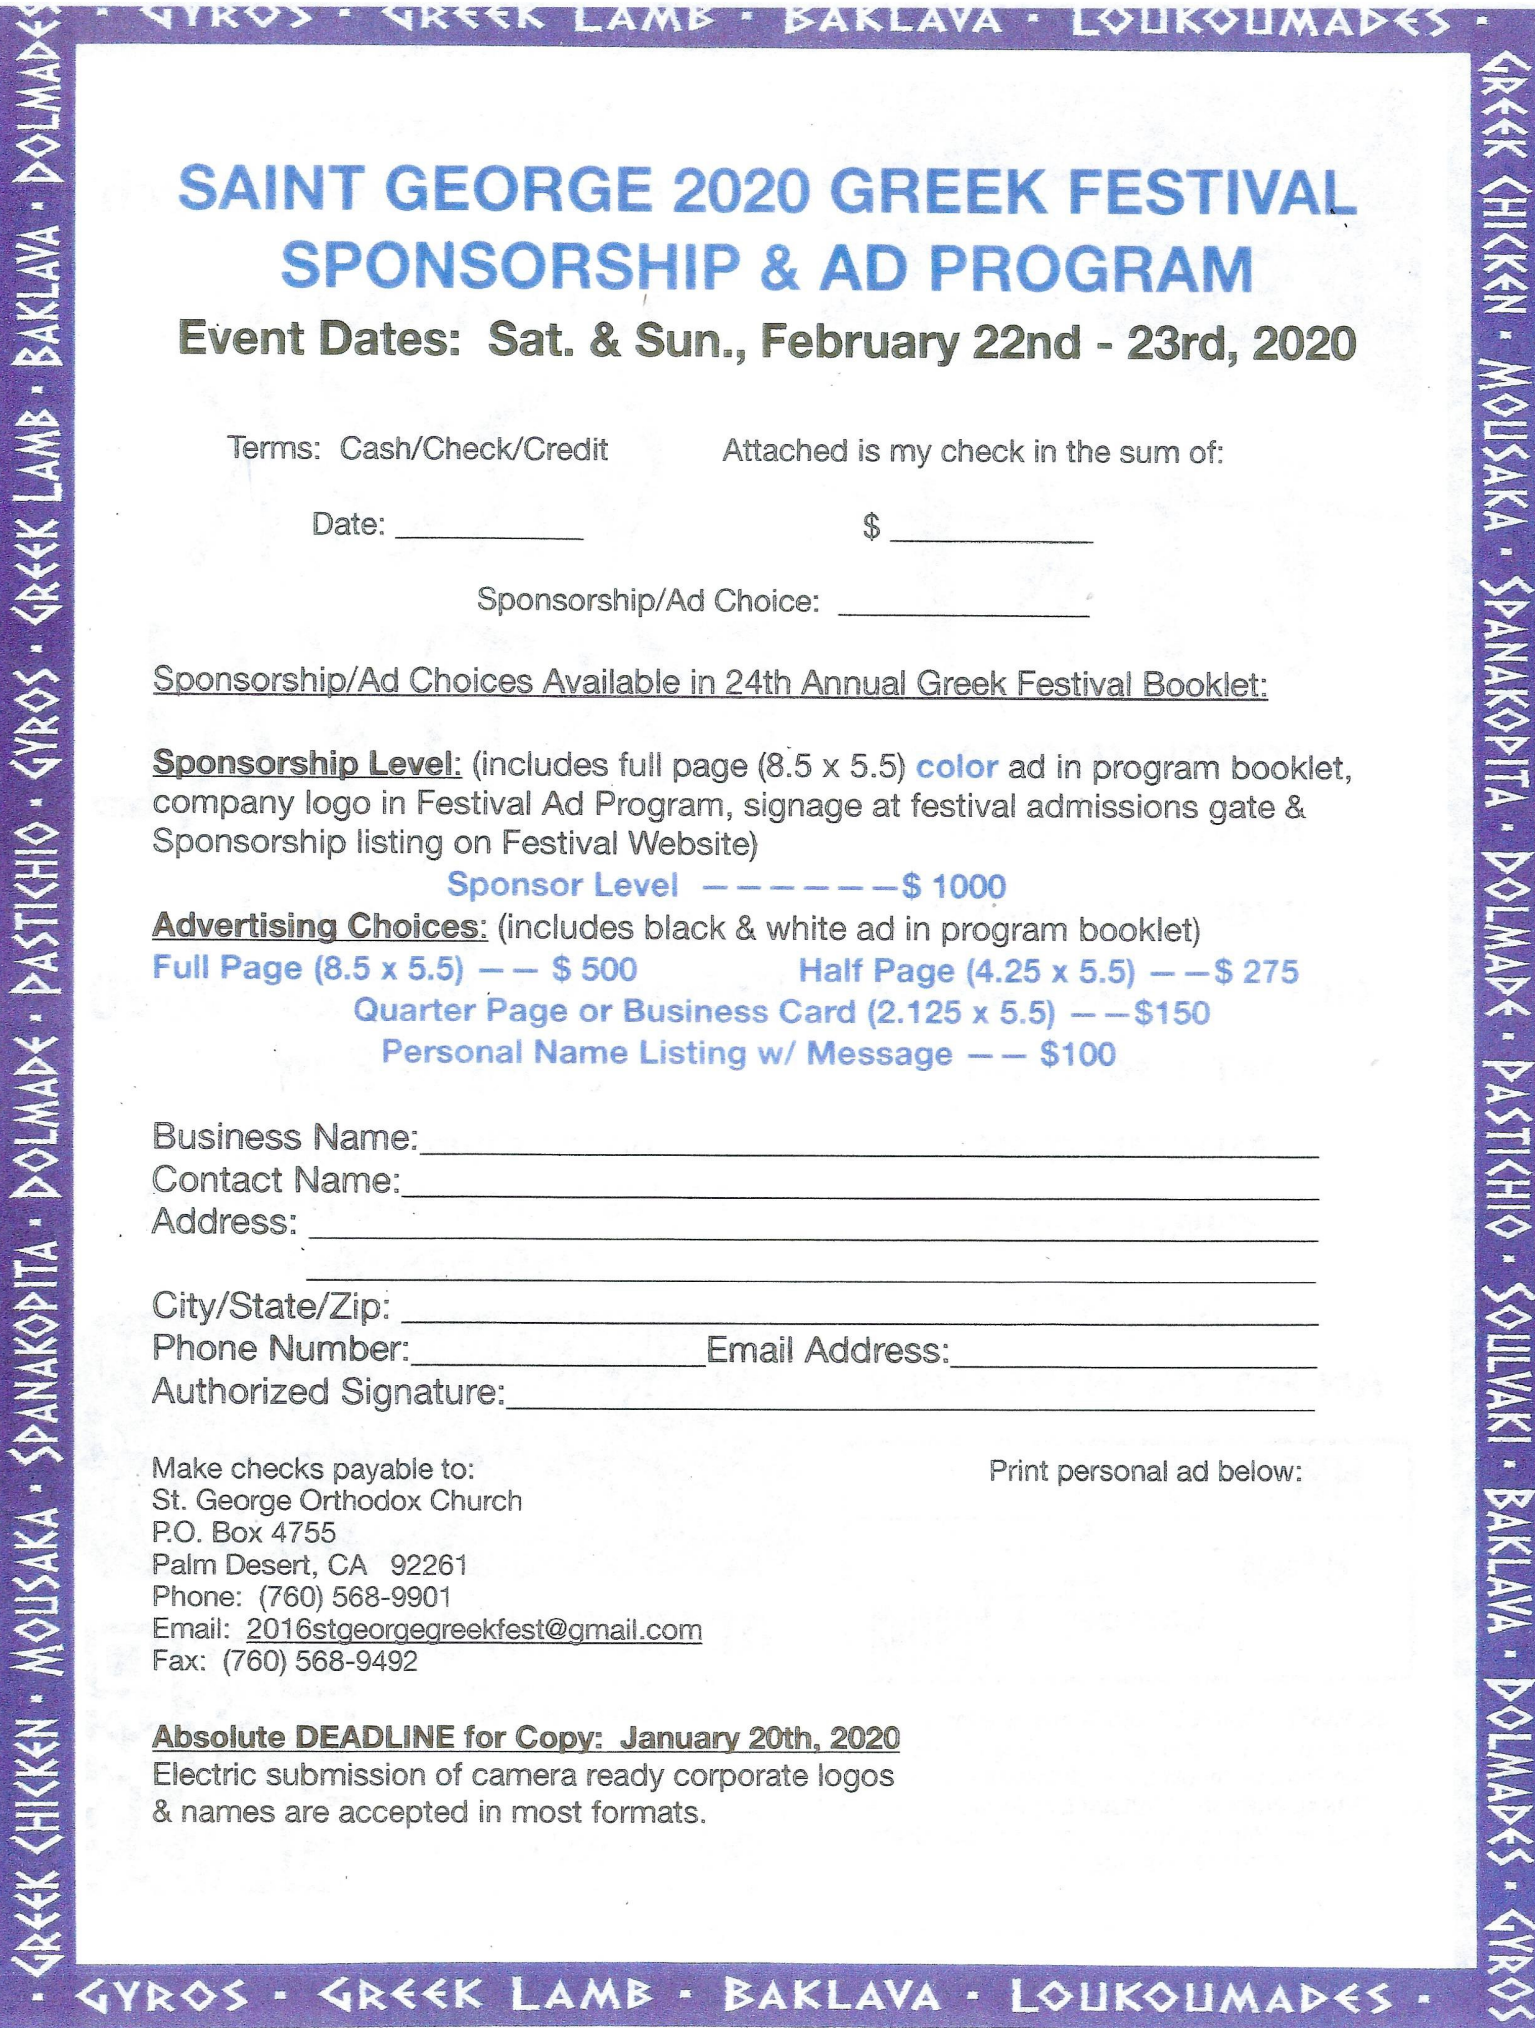 GYROS · GREEK LAMB · BAKLAVA · LOUKOUMADES ·
GREEK CHICKEN · MOUSAKA · SPANAKOPITA · DOLMADE · PASTICHIO · GYROS · GREEK LAMB · BAKLAVA · DOLMADES
GREEK CHICKEN · MOUSAKA · SPANAKOPITA · DOLMADE · PASTICHIO · SOULVAKI · BAKLAVA · DOLMADES · GYROS
SAINT GEORGE 2020 GREEK FESTIVAL
SPONSORSHIP & AD PROGRAM
Event Dates: Sat. & Sun., February 22nd - 23rd, 2020
Terms: Cash/Check/Credit Attached is my check in the sum of:
Date: ___________ $ ____________
Sponsorship/Ad Choice: _______________
Sponsorship/Ad Choices Available in 24th Annual Greek Festival Booklet:
Sponsorship Level: (includes full page (8.5 x 5.5) color ad in program booklet,
company logo in Festival Ad Program, signage at festival admissions gate &
Sponsorship listing on Festival Website)
Sponsor Level — — — — — —$ 1000
Advertising Choices: (includes black & white ad in program booklet)
Full Page (8.5 x 5.5) — — $ 500 Half Page (4.25 x 5.5) — —$ 275
Quarter Page or Business Card (2.125 x 5.5) — —$150
Personal Name Listing w/ Message — — $100
Business Name:
Contact Name:
Address:
City/State/Zip:
Phone Number: Email Address:
Authorized Signature:
Make checks payable to: Print personal ad below:
St. George Orthodox Church
P.O. Box 4755
Palm Desert, CA 92261
Phone: (760) 568-9901
Email: 2016stgeorgegreekfest@gmail.com
Fax: (760) 568-9492
Absolute DEADLINE for Copy: January 20th, 2020
Electric submission of camera ready corporate logos
& names are accepted in most formats.
· GYROS · GREEK LAMB · BAKLAVA · LOUKOUMADES ·